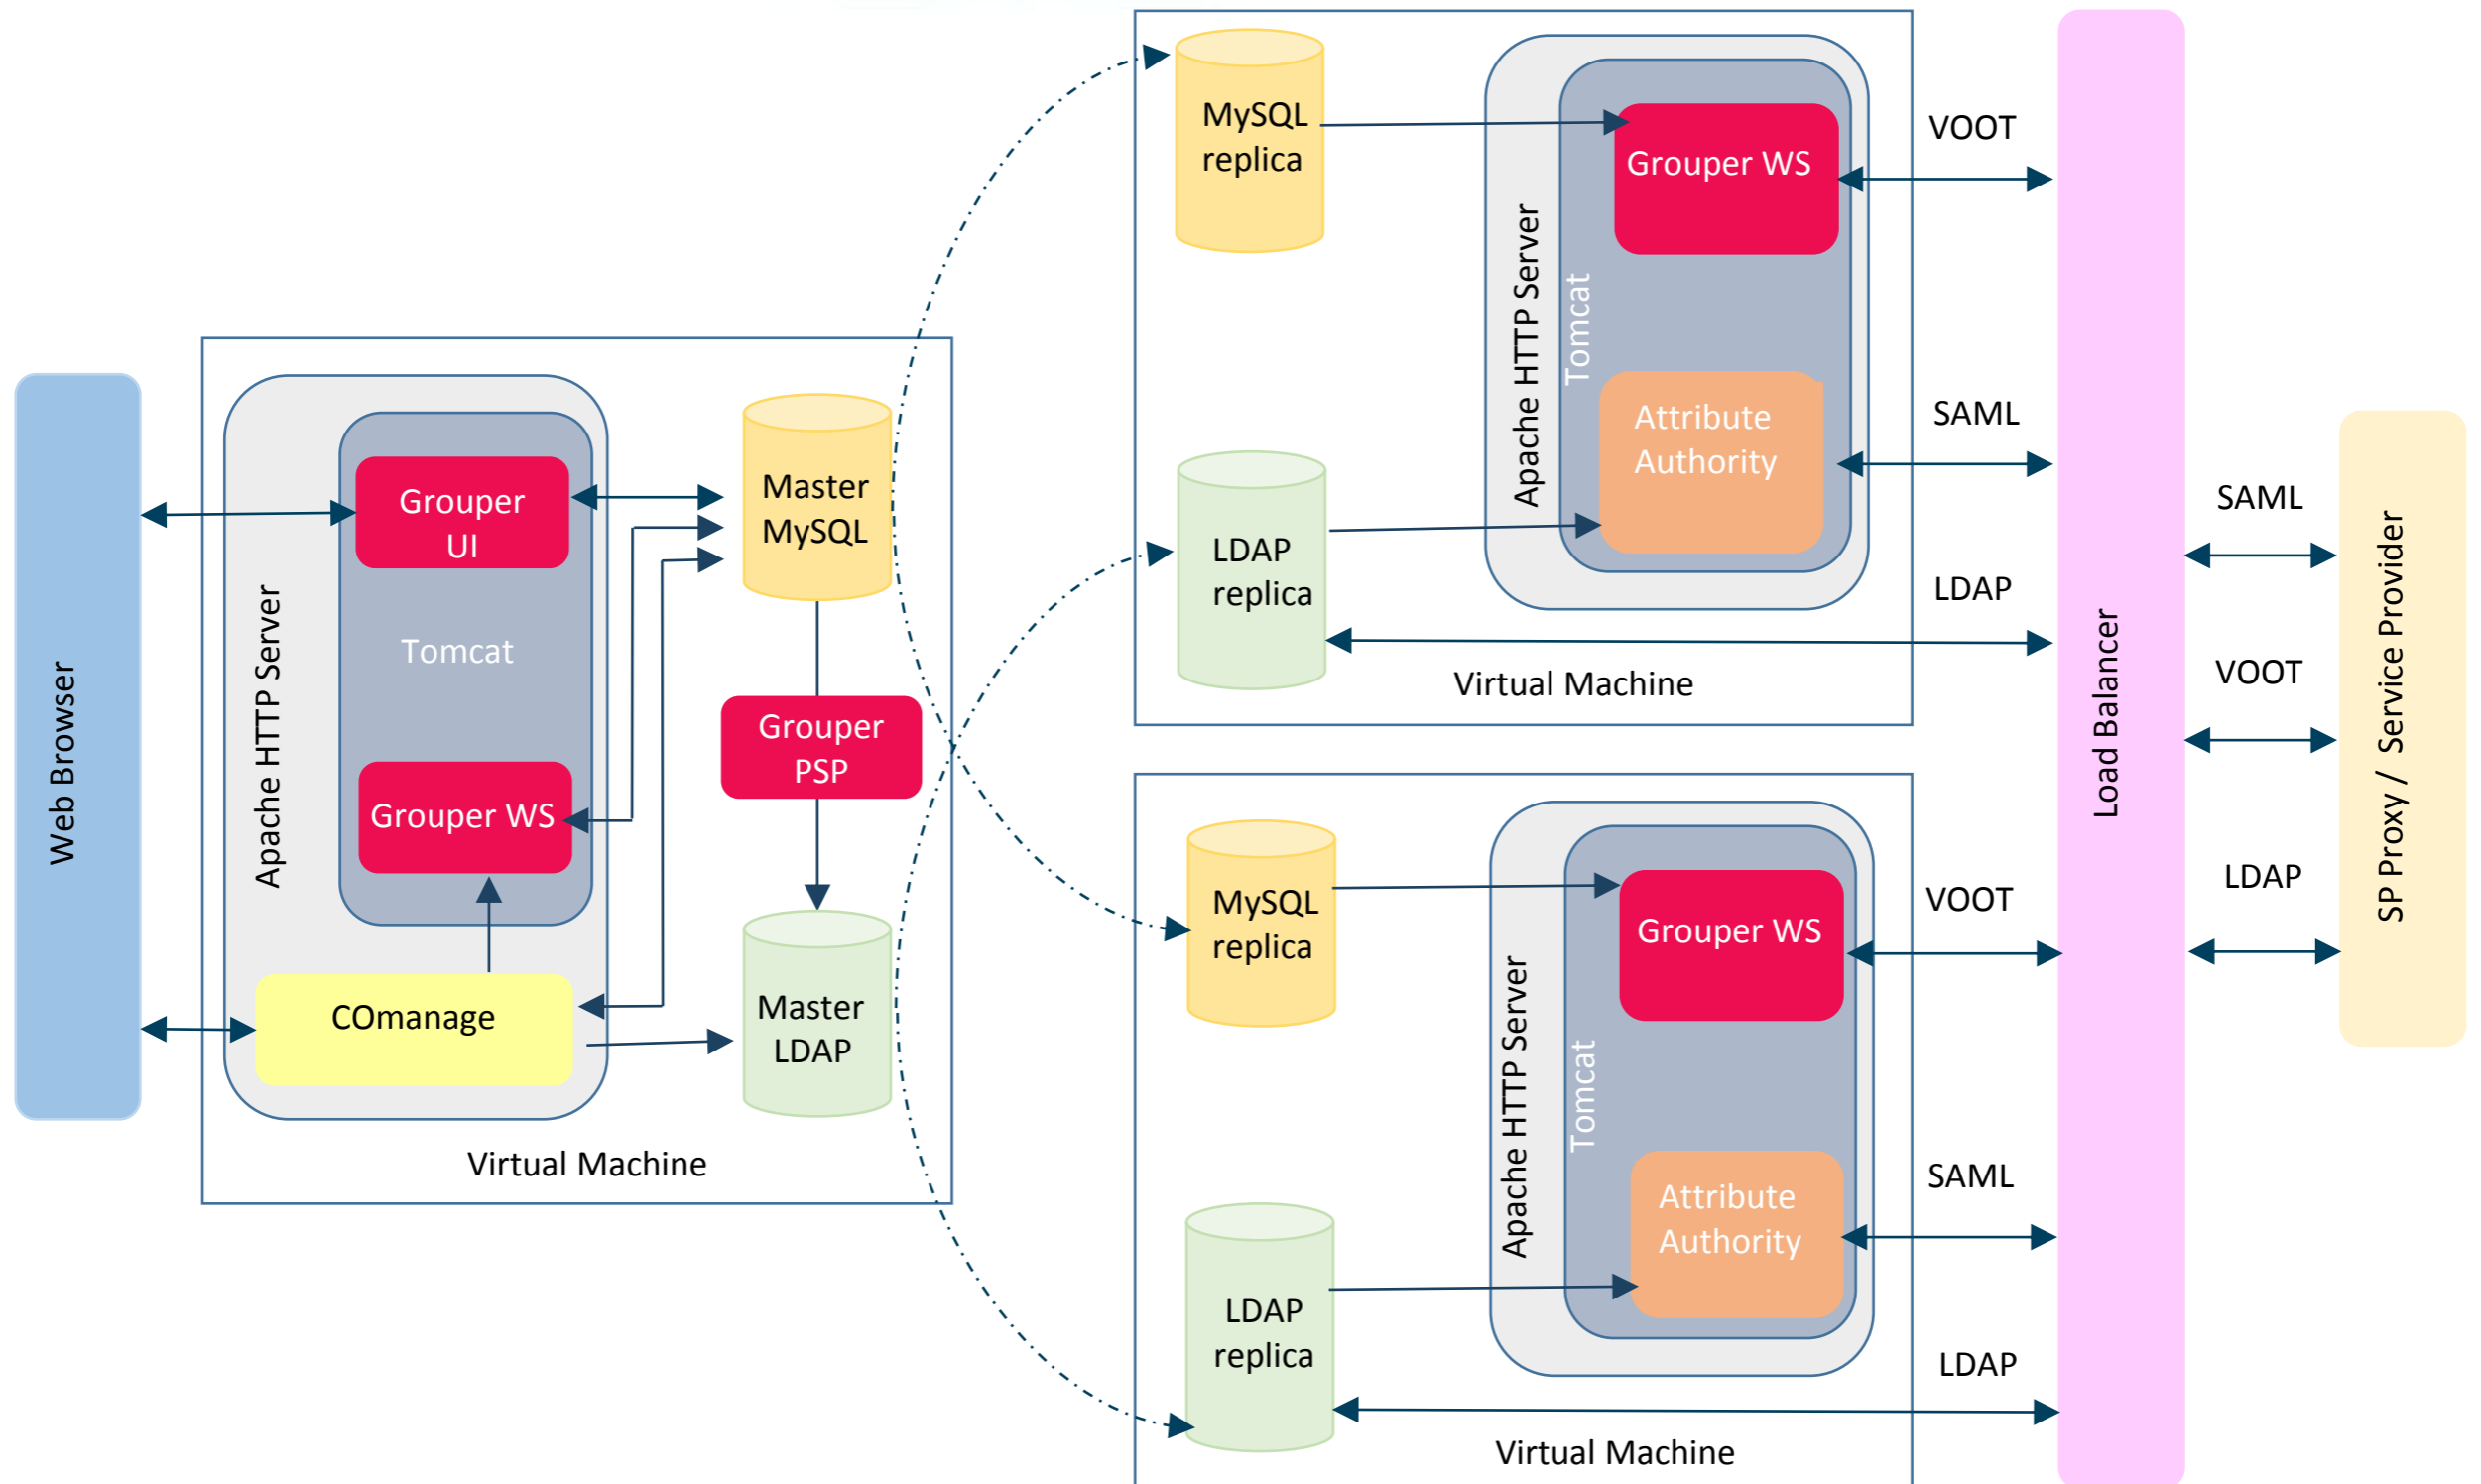 Web Browser
Apache HTTP Server
Grouper
UI
Tomcat
Grouper WS
COmanage
Master
MySQL
Grouper
PSP
Master
LDAP
Virtual Machine
MySQL
replica
LDAP
replica
Apache HTTP Server
Tomcat
Grouper WS
Attribute
Authority
Virtual Machine
VOOT
SAML
LDAP
MySQL
replica
LDAP
replica
Apache HTTP Server
Tomcat
Grouper WS
Attribute
Authority
Virtual Machine
VOOT
SAML
LDAP
Load Balancer
SAML
VOOT
LDAP
SP Proxy / Service Provider